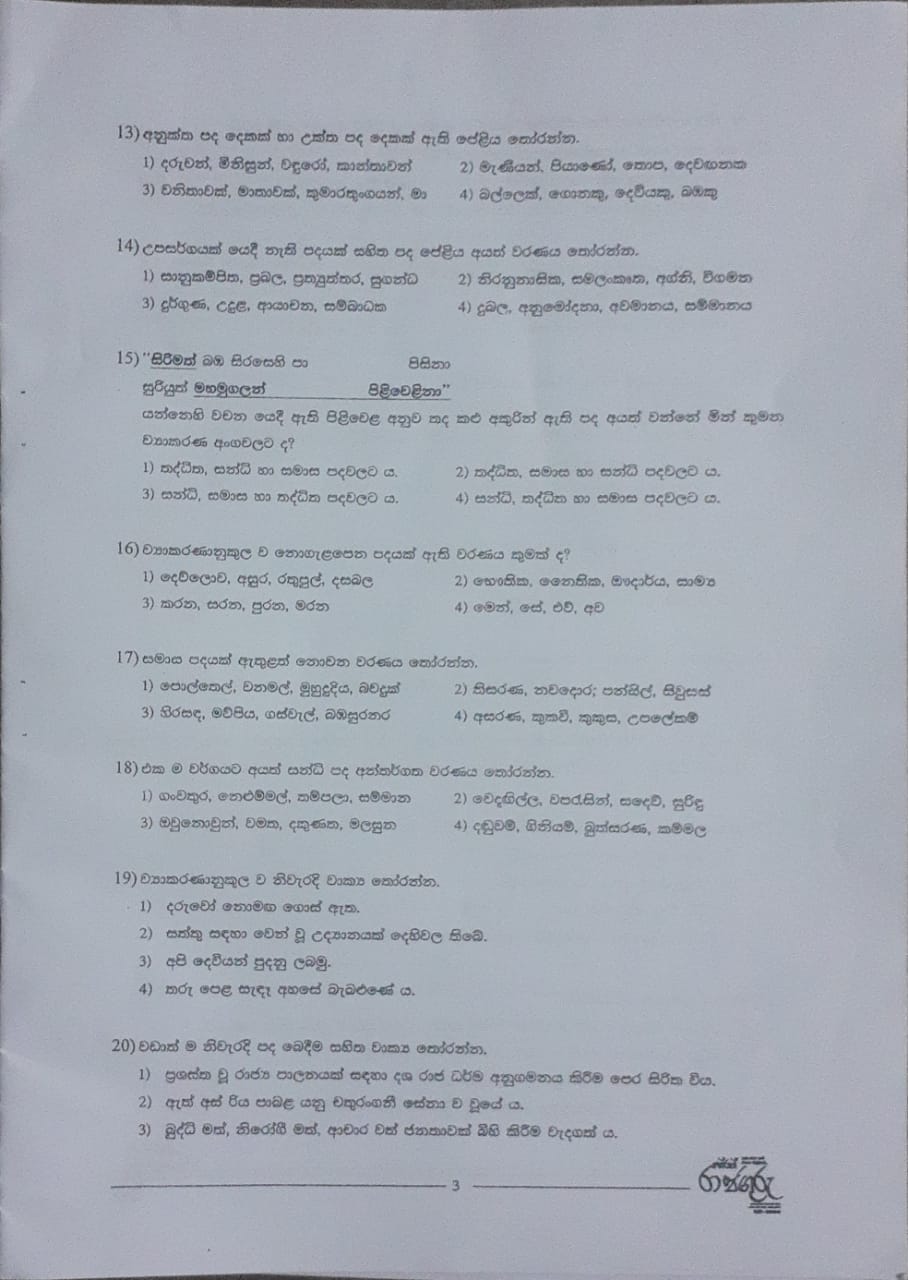 13) අනුක්ත පද දෙකක් හා උක්ත පද දෙකක් ඇති පේළිය තෝරන්න.
1) දරුවන්, මිනිසුන්, වඳුරෝ, කාන්තාවන් 2) මැණියන්, පියාණෝ, තොප, දෙවඟනක
3) වනිතාවක්, මාතාවක්, කුමාරතුංගයන්, මා 4) බල්ලෙක්, ගොනකු, දෙවියකු, බඹකු
14) උපසර්ගයක් යෙදී නැති පදයක් සහිත පද පේළිය අයත් වරණය තෝරන්න.
1) සානුකම්පිත, ප්‍රබල, ප්‍රත්‍යුත්තර, සුගන්ධ 2) නිරනුනාසික, සමලංකෘත, අග්නි, විගමන
3) දුර්ගුණ, උදුළ, ආයාචන, සම්බාධක 4) දුබල, අනුමෝදනා, අවමානය, සම්මානය
15) "සිරිමත් බඹ සිරසෙහි පා පිසිනා
සුරියුත් මහමුගලන් පිළිවෙළිනා"
යන්නෙහි වචන යෙදී ඇති පිළිවෙළ අනුව තද කළු අකුරින් ඇති පද අයත් වන්නේ මින් කුමන
ව්‍යාකරණ අංගවලට ද?
1) තද්ධිත, සන්ධි හා සමාස පදවලට ය. 2) තද්ධිත, සමාස හා සන්ධි පදවලට ය.
3) සන්ධි, සමාස හා තද්ධිත පදවලට ය. 4) සන්ධි, තද්ධිත හා සමාස පදවලට ය.
16) ව්‍යාකරණානුකූල ව නොගැළපෙන පදයක් ඇති වරණය කුමක් ද?
1) දෙව්ලොව, අසුර, රතුපුල්, දසබල 2) භෞතික, නෛතික, ඖදාර්ය, සාම්‍ය
3) කරන, සරන, පුරන, මරන 4) මෙන්, සේ, එව්, අව
17) සමාස පදයක් ඇතුළත් නොවන වරණය තෝරන්න.
1) පොල්තෙල්, වනමල්, මුහුදුදිය, බවදුක් 2) තිසරණ, නවදොර, පන්සිල්, සිවුසස්
3) හිරසඳ, මව්පිය, ගස්වැල්, බඹසුරනර 4) අසරණ, කුකවි, කුකුස, උපලේකම්
18) එක ම වර්ගයට අයත් සන්ධි පද අන්තර්ගත වරණය තෝරන්න.
1) ගංවතුර, නෙළුම්මල්, කම්පලා, සම්මාන 2) වෙදඟිල්ල, වපරැසින්, සදෙව්, සුරිඳු
3) ඔවුනොවුන්, වමත, දකුණත, මලසුන 4) දඬුවම්, ගිනියම්, බුත්සරණ, කම්මල
19) ව්‍යාකරණානුකූල ව නිවැරදි වාක්‍ය තෝරන්න.
1) දරුවෝ නොමඟ ගොස් ඇත.
2) සත්තු සඳහා වෙන් වූ උද්‍යානයක් දෙහිවල තිබේ.
3) අපි දෙවියන් පුදනු ලබමු.
4) තරු පෙළ සැඳෑ අහසේ බැබළුණේ ය.
20) වඩාත් ම නිවැරදි පද බෙදීම සහිත වාක්‍ය තෝරන්න.
1) ප්‍රශස්ත වූ රාජ්‍ය පාලනයක් සඳහා දශ රාජ ධර්ම අනුගමනය කිරීම පෙර සිරිත විය.
2) ඇත් අස් රිය පාබළ යනු චතුරංගනී සේනා ව වූයේ ය.
3) බුද්ධි මත්, නිරෝගී මත්, ආචාර වත් ජනතාවක් බිහි කිරීම වැදගත් ය.
3
රාජගුරු